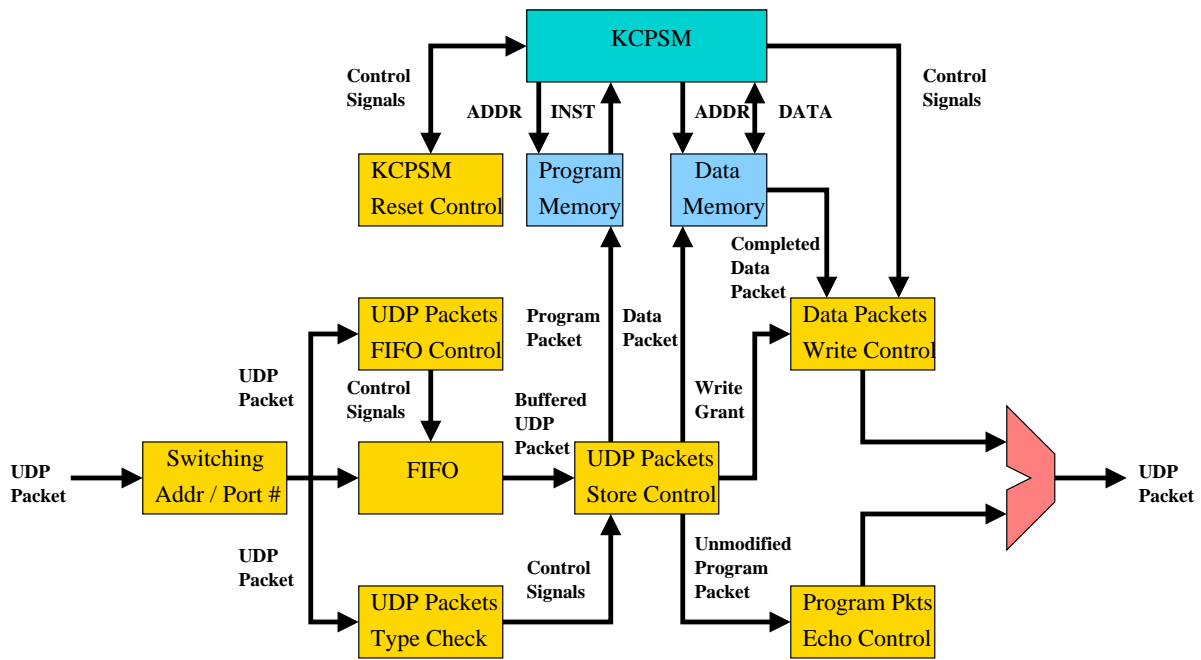 KCPSM
Control
Signals
Control
Signals
ADDR
INST
ADDR
DATA
KCPSM
Reset Control
Program
Memory
Data
Memory
Completed
Data
Packet
UDP Packets
FIFO Control
Program
Packet
Data
Packet
Data Packets
Write Control
UDP
Packet
Control
Signals
Buffered
UDP
Packet
Write
Grant
UDP
Packet
Switching
Addr / Port #
FIFO
UDP Packets
Store Control
UDP
Packet
UDP
Packet
Control
Signals
Unmodified
Program
Packet
UDP Packets
Type Check
Program Pkts
Echo Control